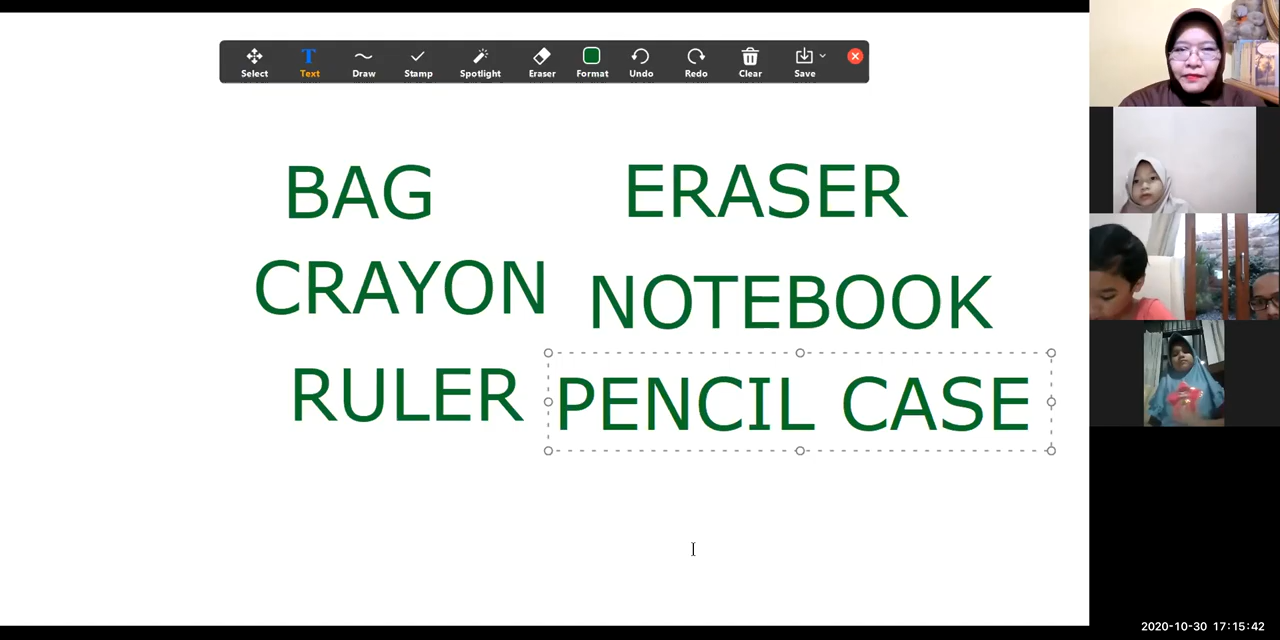 Select Text Draw Stamp Spotlight Eraser Format Undo Redo Clear Save
BAG ERASER
CRAYON NOTEBOOK
RULER PENCIL CASE
2020-10-30 17:15:42